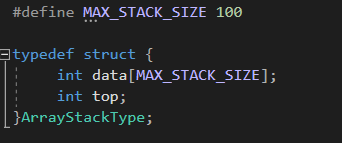 #define MAX_STACK_SIZE 100
typedef struct {
int data[MAX_STACK_SIZE];
int top;
}ArrayStackType;